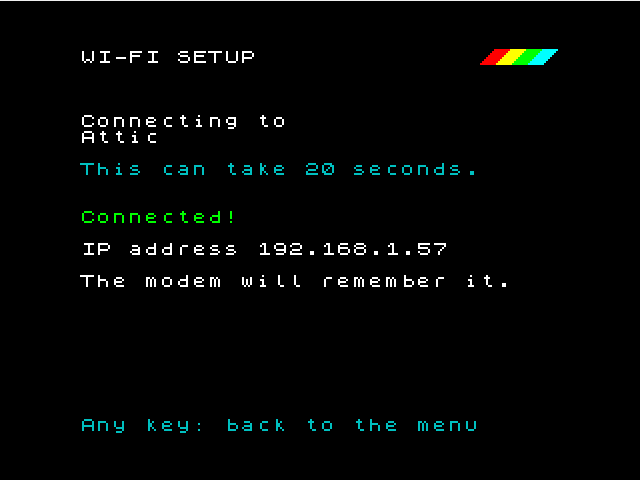 WI-FI SETUP
Connecting to
Attic
This can take 20 seconds.
Connected!
IP address 192.168.1.57
The modem will remember it.
Any key: back to the menu